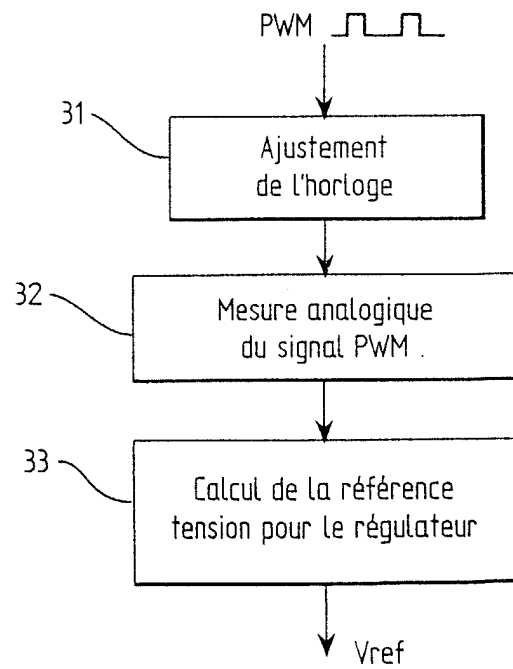 PWM
31
Ajustement
de l'horloge
32
Mesure analogique
du signal PWM .
33
Calcul de la référence
tension pour le régulateur
Vref